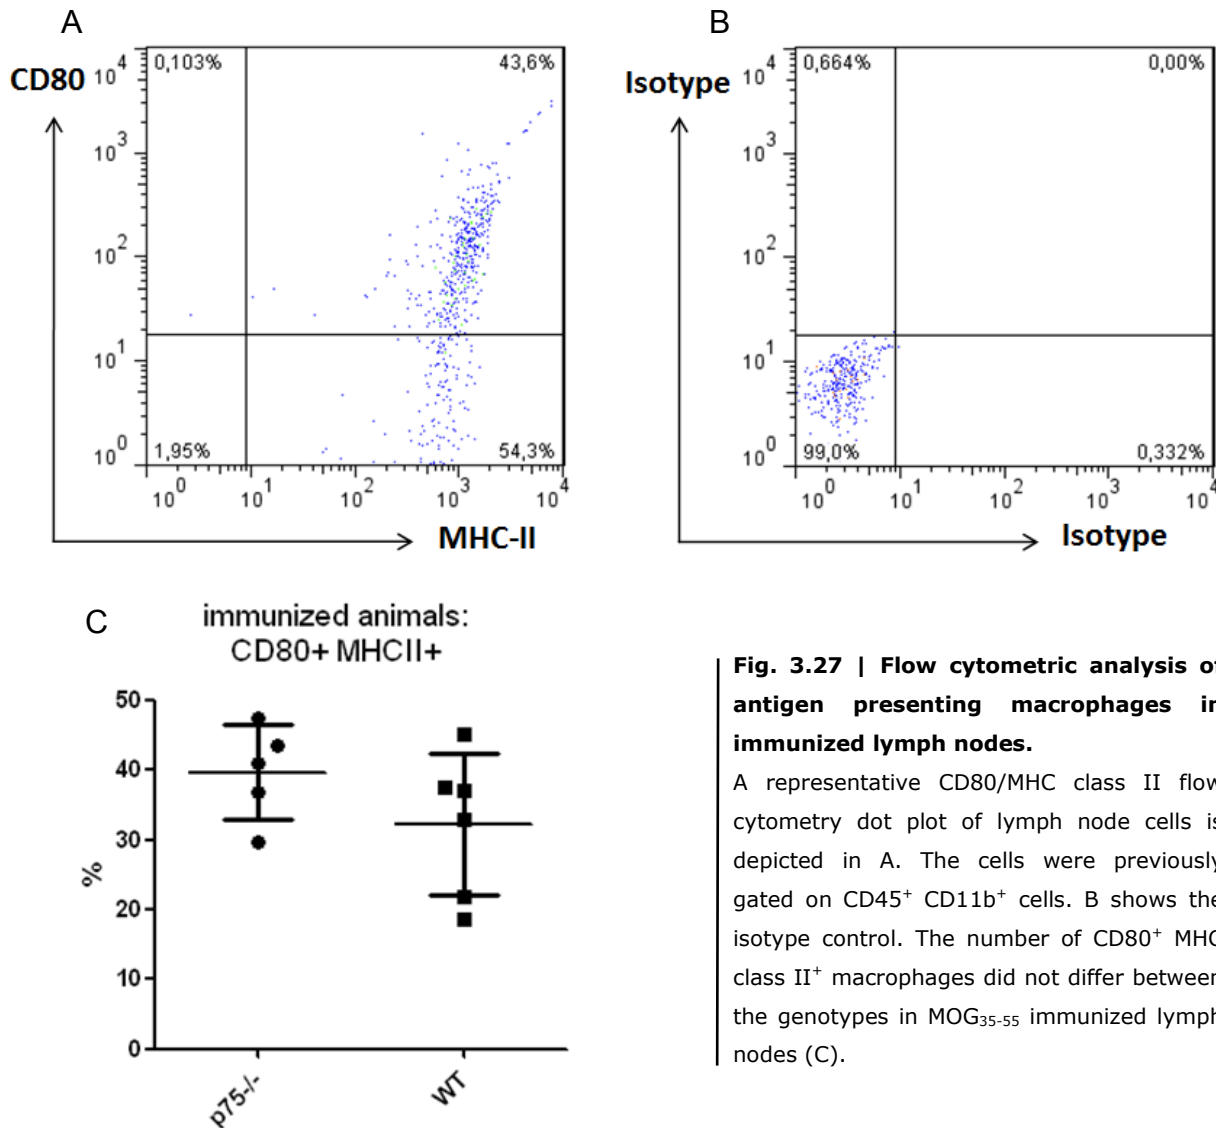 A
B
CD80
10^4
10^3
10^2
10^1
10^0
0,103%
43,6%
1,95%
54,3%
10^0 10^1 10^2 10^3 10^4
MHC-II
Isotype
10^4
10^3
10^2
10^1
10^0
0,664%
0,00%
99,0%
0,332%
10^0 10^1 10^2 10^3 10^4
Isotype
C
immunized animals:
CD80+ MHCII+
%
50
40
30
20
10
0
p75-/-
WT
Fig. 3.27 | Flow cytometric analysis of
antigen presenting macrophages in
immunized lymph nodes.
A representative CD80/MHC class II flow
cytometry dot plot of lymph node cells is
depicted in A. The cells were previously
gated on CD45⁺ CD11b⁺ cells. B shows the
isotype control. The number of CD80⁺ MHC
class II⁺ macrophages did not differ between
the genotypes in MOG₃₅₋₅₅ immunized lymph
nodes (C).